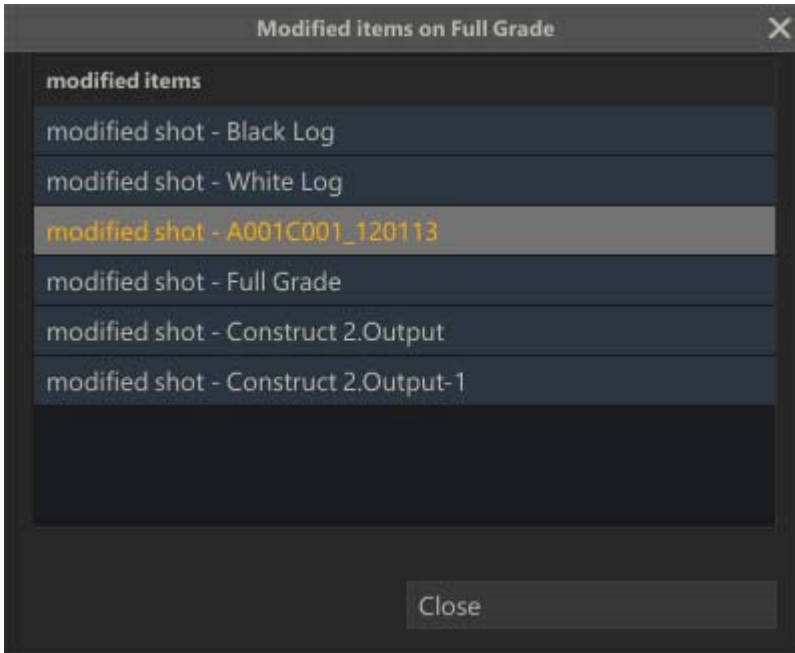 Modified items on Full Grade
modified items
modified shot - Black Log
modified shot - White Log
modified shot - A001C001_120113
modified shot - Full Grade
modified shot - Construct 2.Output
modified shot - Construct 2.Output-1
Close